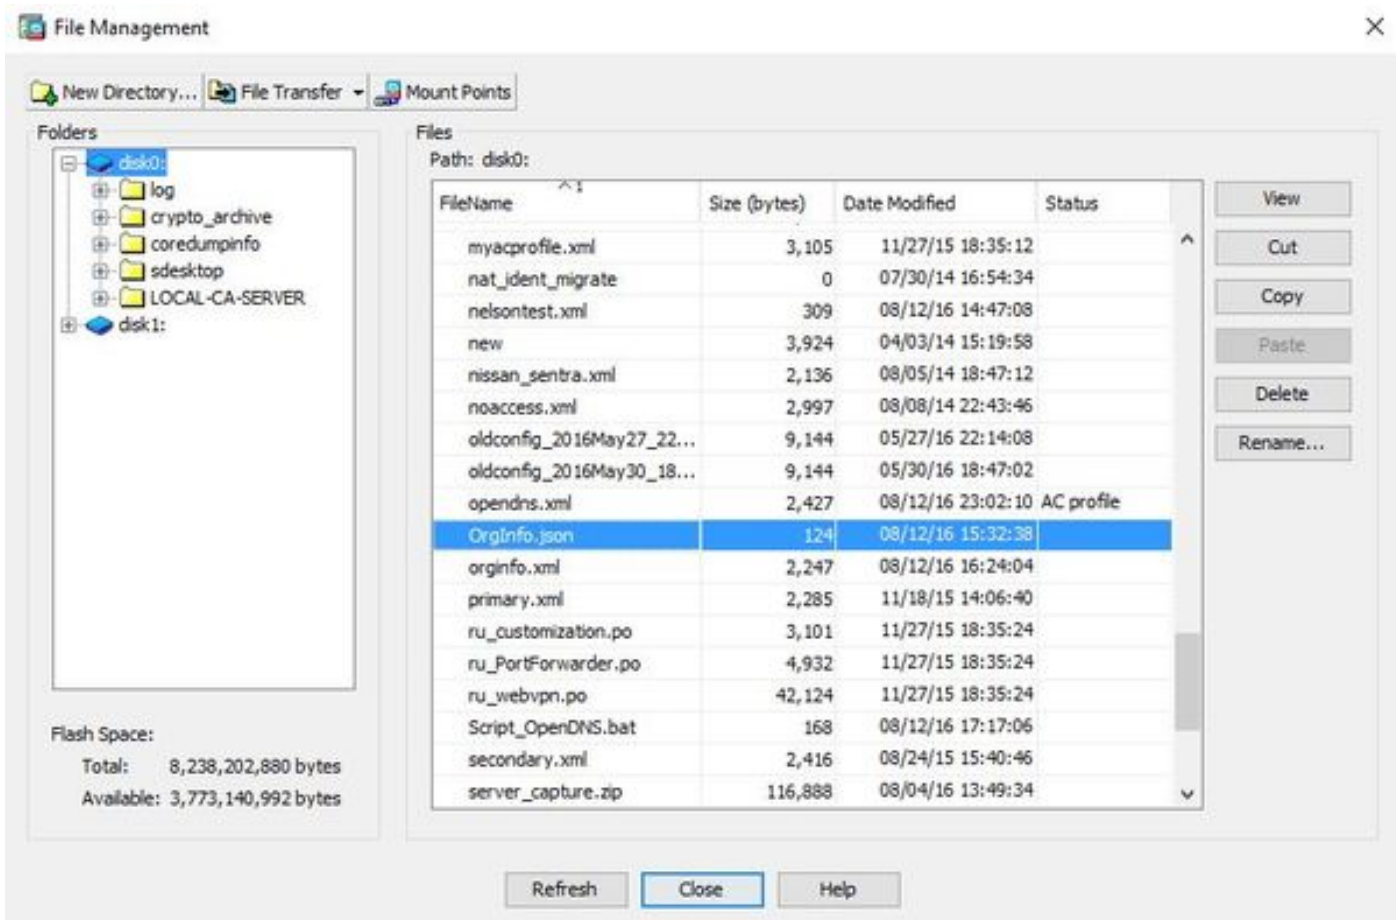 File Management
New Directory... File Transfer Mount Points
Folders
disk0:
log
crypto_archive
coredumpinfo
sdesktop
LOCAL-CA-SERVER
disk1:
Flash Space:
Total: 8,238,202,880 bytes
Available: 3,773,140,992 bytes
Files
Path: disk0:
FileName 1 Size (bytes) Date Modified Status
myacprofile.xml 3,105 11/27/15 18:35:12
nat_ident_migrate 0 07/30/14 16:54:34
nelsontest.xml 309 08/12/16 14:47:08
new 3,924 04/03/14 15:19:58
nissan_sentra.xml 2,136 08/05/14 18:47:12
noaccess.xml 2,997 08/08/14 22:43:46
oldconfig_2016May27_22... 9,144 05/27/16 22:14:08
oldconfig_2016May30_18... 9,144 05/30/16 18:47:02
opendns.xml 2,427 08/12/16 23:02:10 AC profile
OrgInfo.json 124 08/12/16 15:32:38
orginfo.xml 2,247 08/12/16 16:24:04
primary.xml 2,285 11/18/15 14:06:40
ru_customization.po 3,101 11/27/15 18:35:24
ru_PortForwarder.po 4,932 11/27/15 18:35:24
ru_webvpn.po 42,124 11/27/15 18:35:24
Script_OpenDNS.bat 168 08/12/16 17:17:06
secondary.xml 2,416 08/24/15 15:40:46
server_capture.zip 116,888 08/04/16 13:49:34
View
Cut
Copy
Paste
Delete
Rename...
Refresh Close Help